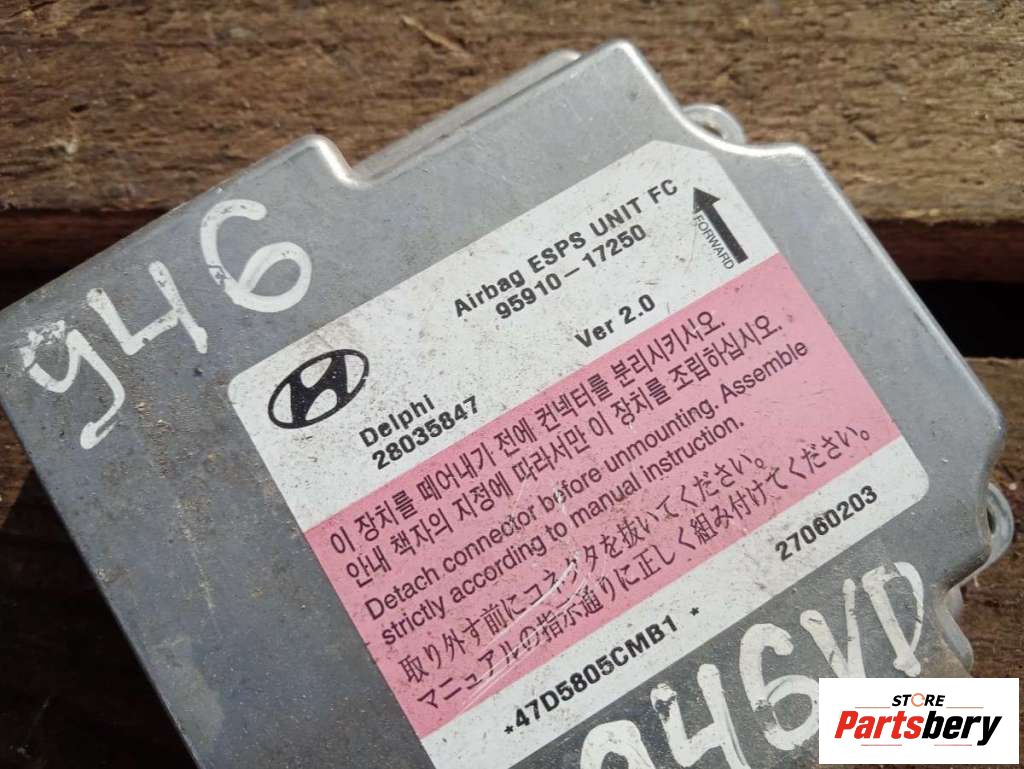 946
Airbag ESPS UNIT FC
95910-17250
FORWARD
Ver 2.0
Delphi
28035847
이 장치를 떼어내기 전에 컨넥터를 분리시키시오.
안내 책자의 지정에 따라서만 이 장치를 조립하십시오.
Detach connector before unmounting. Assemble
strictly according to manual instruction.
取り外す前にコネクタを抜いてください。
マニュアルの指示通りに正しく組み付けてください。
*47D5805CMB1 *
27060203
946VD
STORE
Partsbery